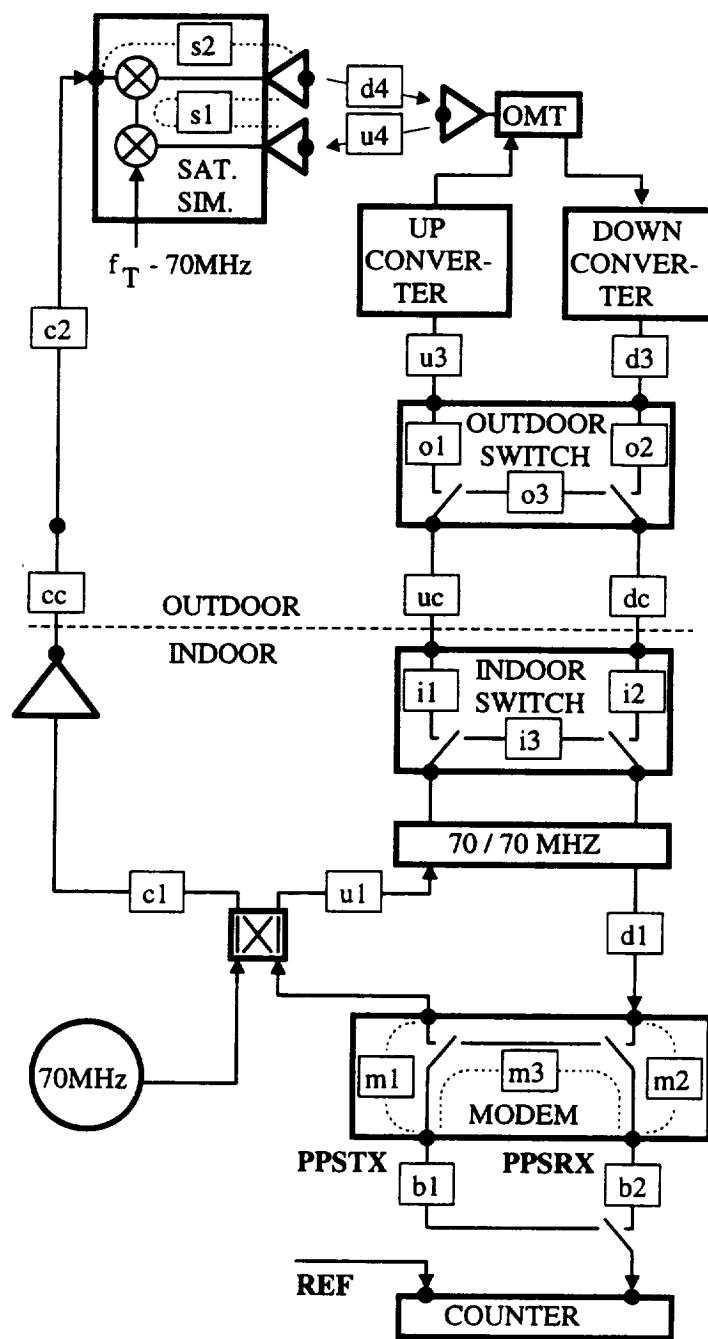 s2
d4
OMT
s1
u4
SAT.
SIM.
UP
CONVER-
TER
DOWN
CONVER-
TER
f T - 70MHz
c2
u3
d3
OUTDOOR
SWITCH
o1
o2
o3
cc
OUTDOOR
uc
dc
INDOOR
INDOOR
SWITCH
i1
i2
i3
70 / 70 MHZ
c1
u1
d1
70MHz
m1
m3
m2
MODEM
PPSTX
PPSRX
b1
b2
REF
COUNTER